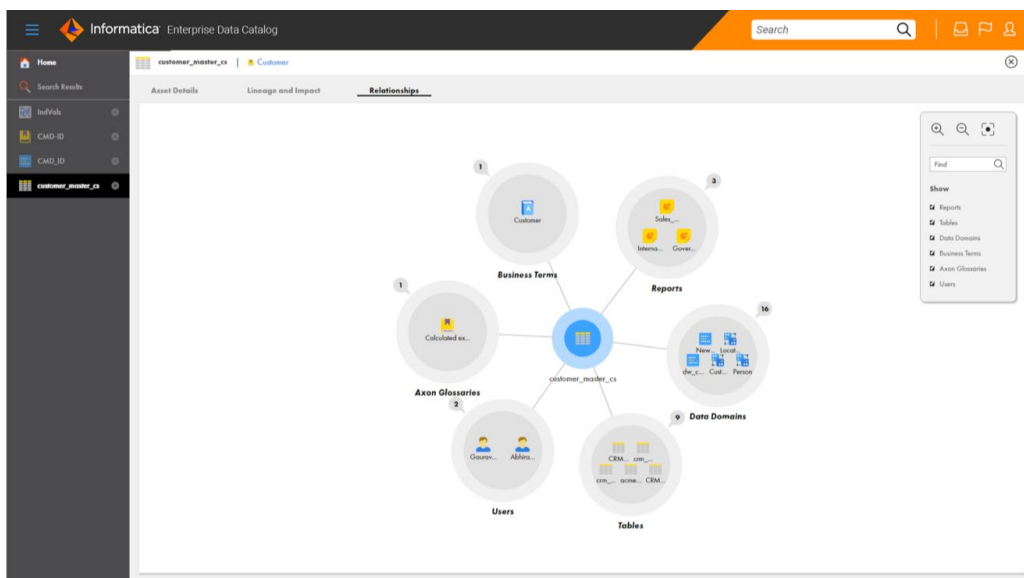 Informatica Enterprise Data Catalog
Search
Home
Search Results
IndVals
CMD-ID
CMD_ID
customer_master_cs
customer_master_cs | Customer
Asset Details Lineage and Impact Relationships
Find
Show
Reports
Tables
Data Domains
Business Terms
Axon Glossaries
Users
1
Customer
Business Terms
3
Sales_...
Interna... Gover...
Reports
1
Calculated ex...
Axon Glossaries
customer_master_cs
16
New... Locat...
dw_c... Cust... Person
Data Domains
2
Gaurav... Abhira...
Users
9
CRM... crm_...
crm_... acme... CRM...
Tables